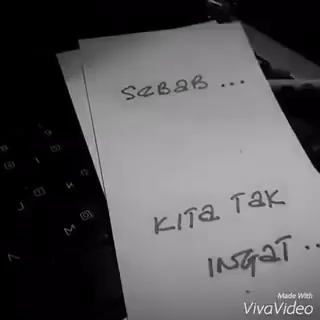 SEBAB ...
KITA TAK
INGAT ..
J
K
M
Made With
VivaVideo